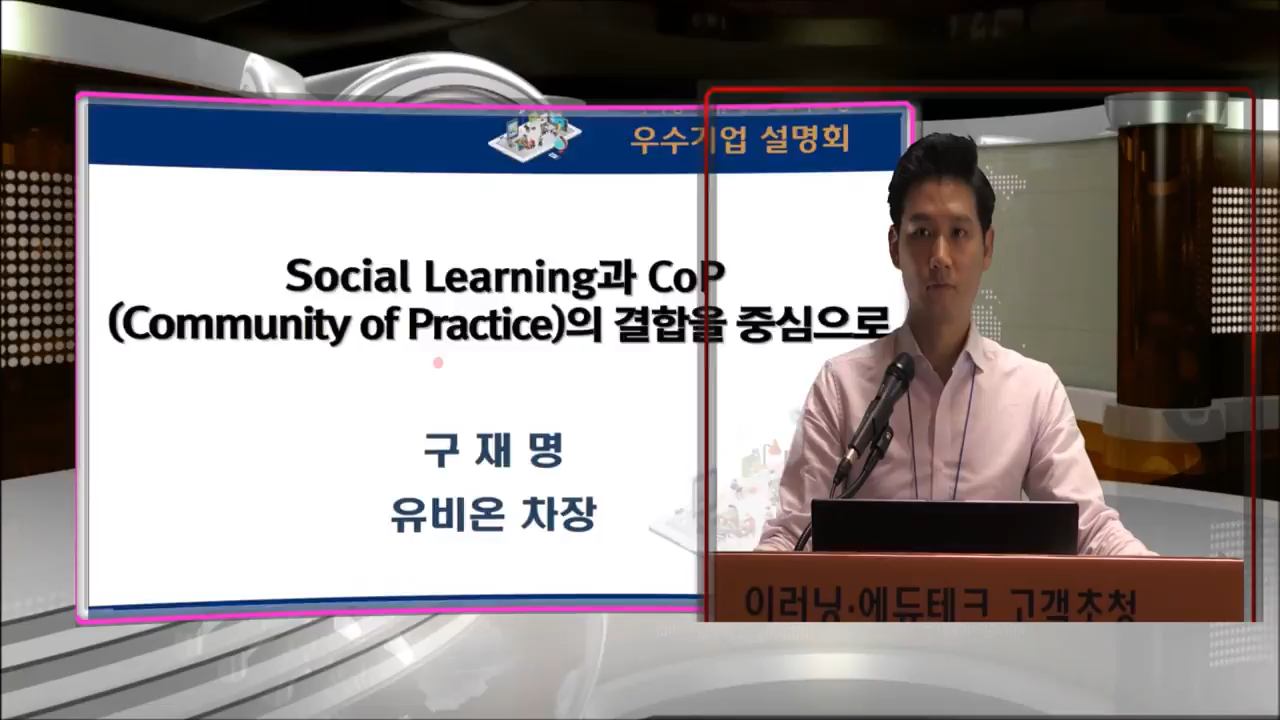 우수기업 설명회
Social Learning과 CoP
(Community of Practice)의 결합을 중심으로
구 재 명
유비온 차장
이러닝·에듀테크 고객초청